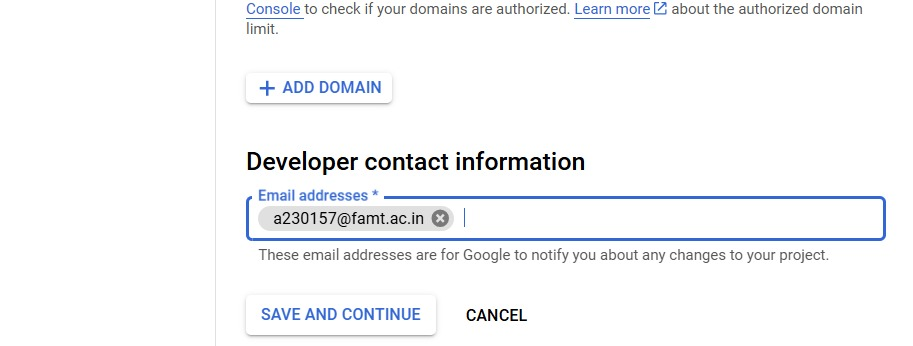 Console to check if your domains are authorized. Learn more about the authorized domain
limit.
+ ADD DOMAIN
Developer contact information
Email addresses *
a230157@famt.ac.in
These email addresses are for Google to notify you about any changes to your project.
SAVE AND CONTINUE CANCEL